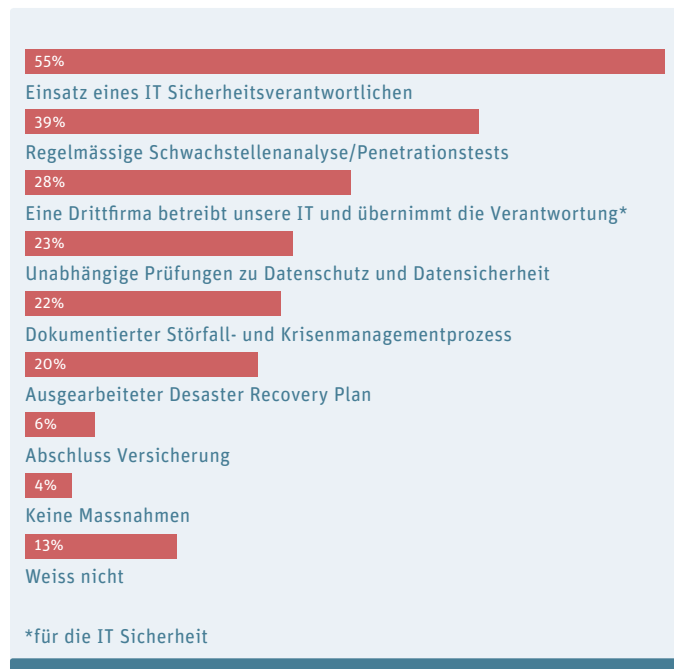 55%
Einsatz eines IT Sicherheitsverantwortlichen
39%
Regelmässige Schwachstellenanalyse/Penetrationstests
28%
Eine Drittfirma betreibt unsere IT und übernimmt die Verantwortung*
23%
Unabhängige Prüfungen zu Datenschutz und Datensicherheit
22%
Dokumentierter Störfall- und Krisenmanagementprozess
20%
Ausgearbeiteter Desaster Recovery Plan
6%
Abschluss Versicherung
4%
Keine Massnahmen
13%
Weiss nicht
*für die IT Sicherheit